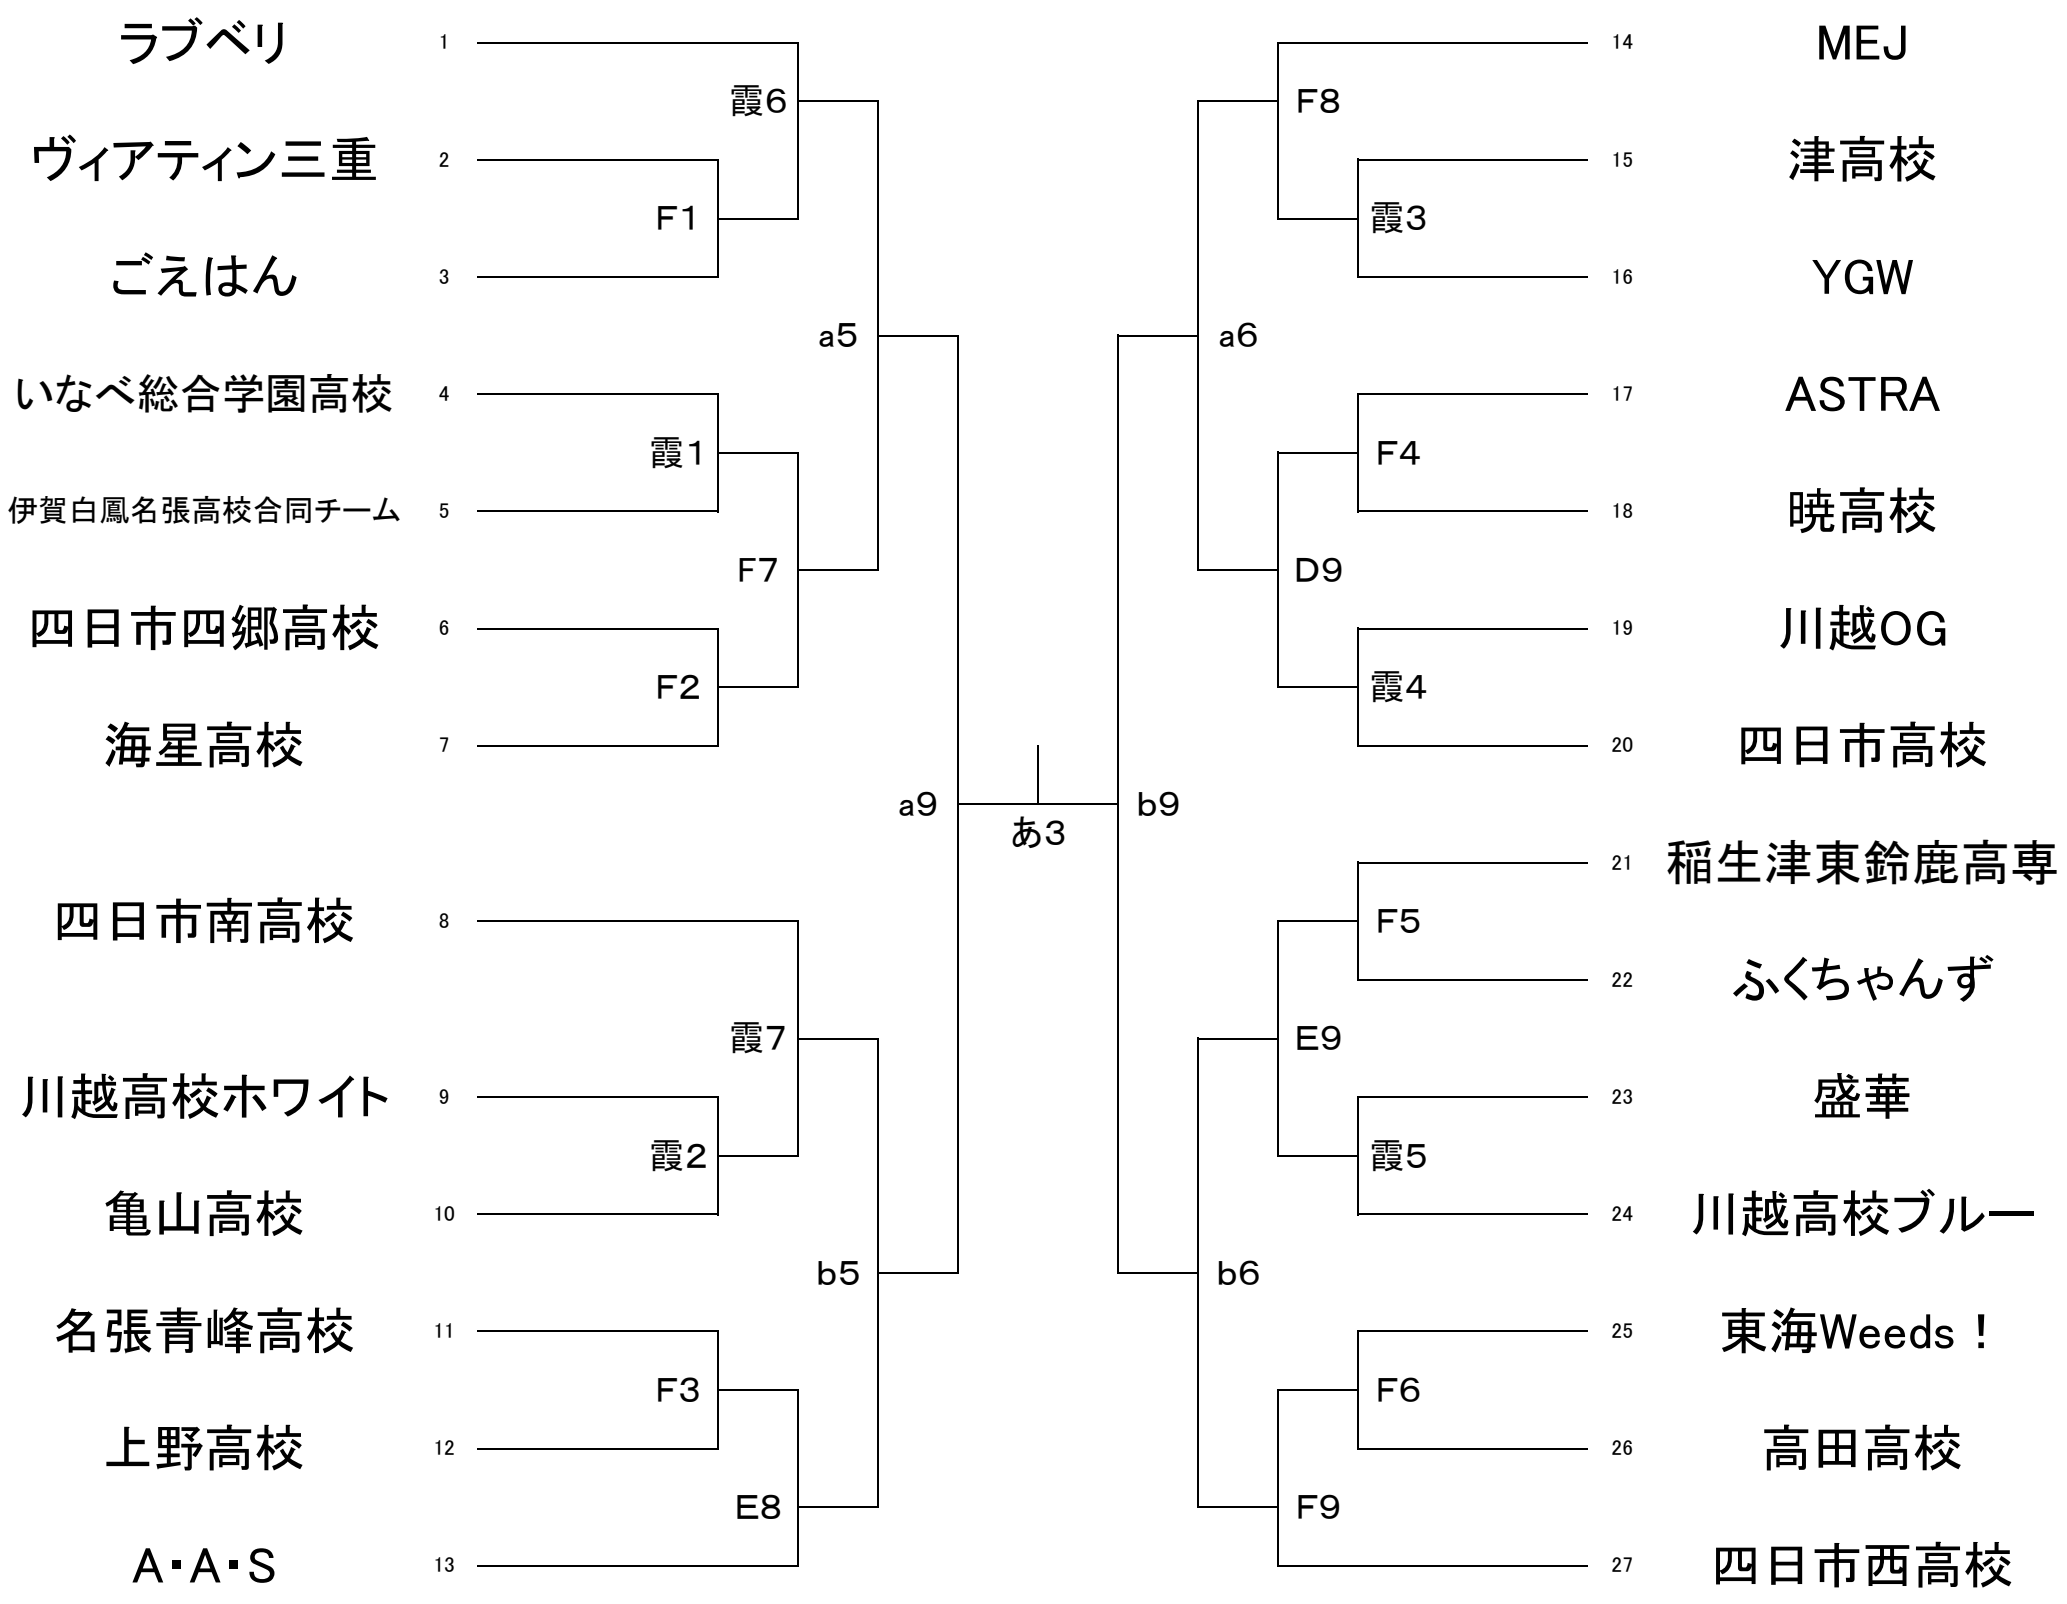 ラブベリ 1
霞6
ヴィアティン三重 2
F1
ごえはん 3
a5
いなべ総合学園高校 4
霞1
伊賀白鳳名張高校合同チーム 5
F7
四日市四郷高校 6
F2
海星高校 7
a9
四日市南高校 8
霞7
川越高校ホワイト 9
霞2
亀山高校 10
b5
名張青峰高校 11
F3
上野高校 12
E8
A・A・S 13
あ3
14 MEJ
F8
15 津高校
霞3
16 YGW
a6
17 ASTRA
F4
18 暁高校
D9
19 川越OG
霞4
20 四日市高校
b9
21 稲生津東鈴鹿高専
F5
22 ふくちゃんず
E9
23 盛華
霞5
24 川越高校ブルー
b6
25 東海Weeds！
F6
26 高田高校
F9
27 四日市西高校